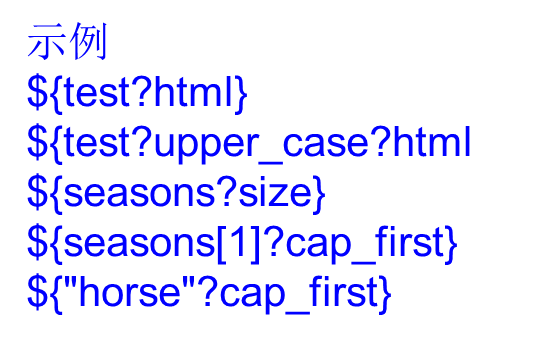 示例
${test?html}
${test?upper_case?html
${seasons?size}
${seasons[1]?cap_first}
${"horse"?cap_first}